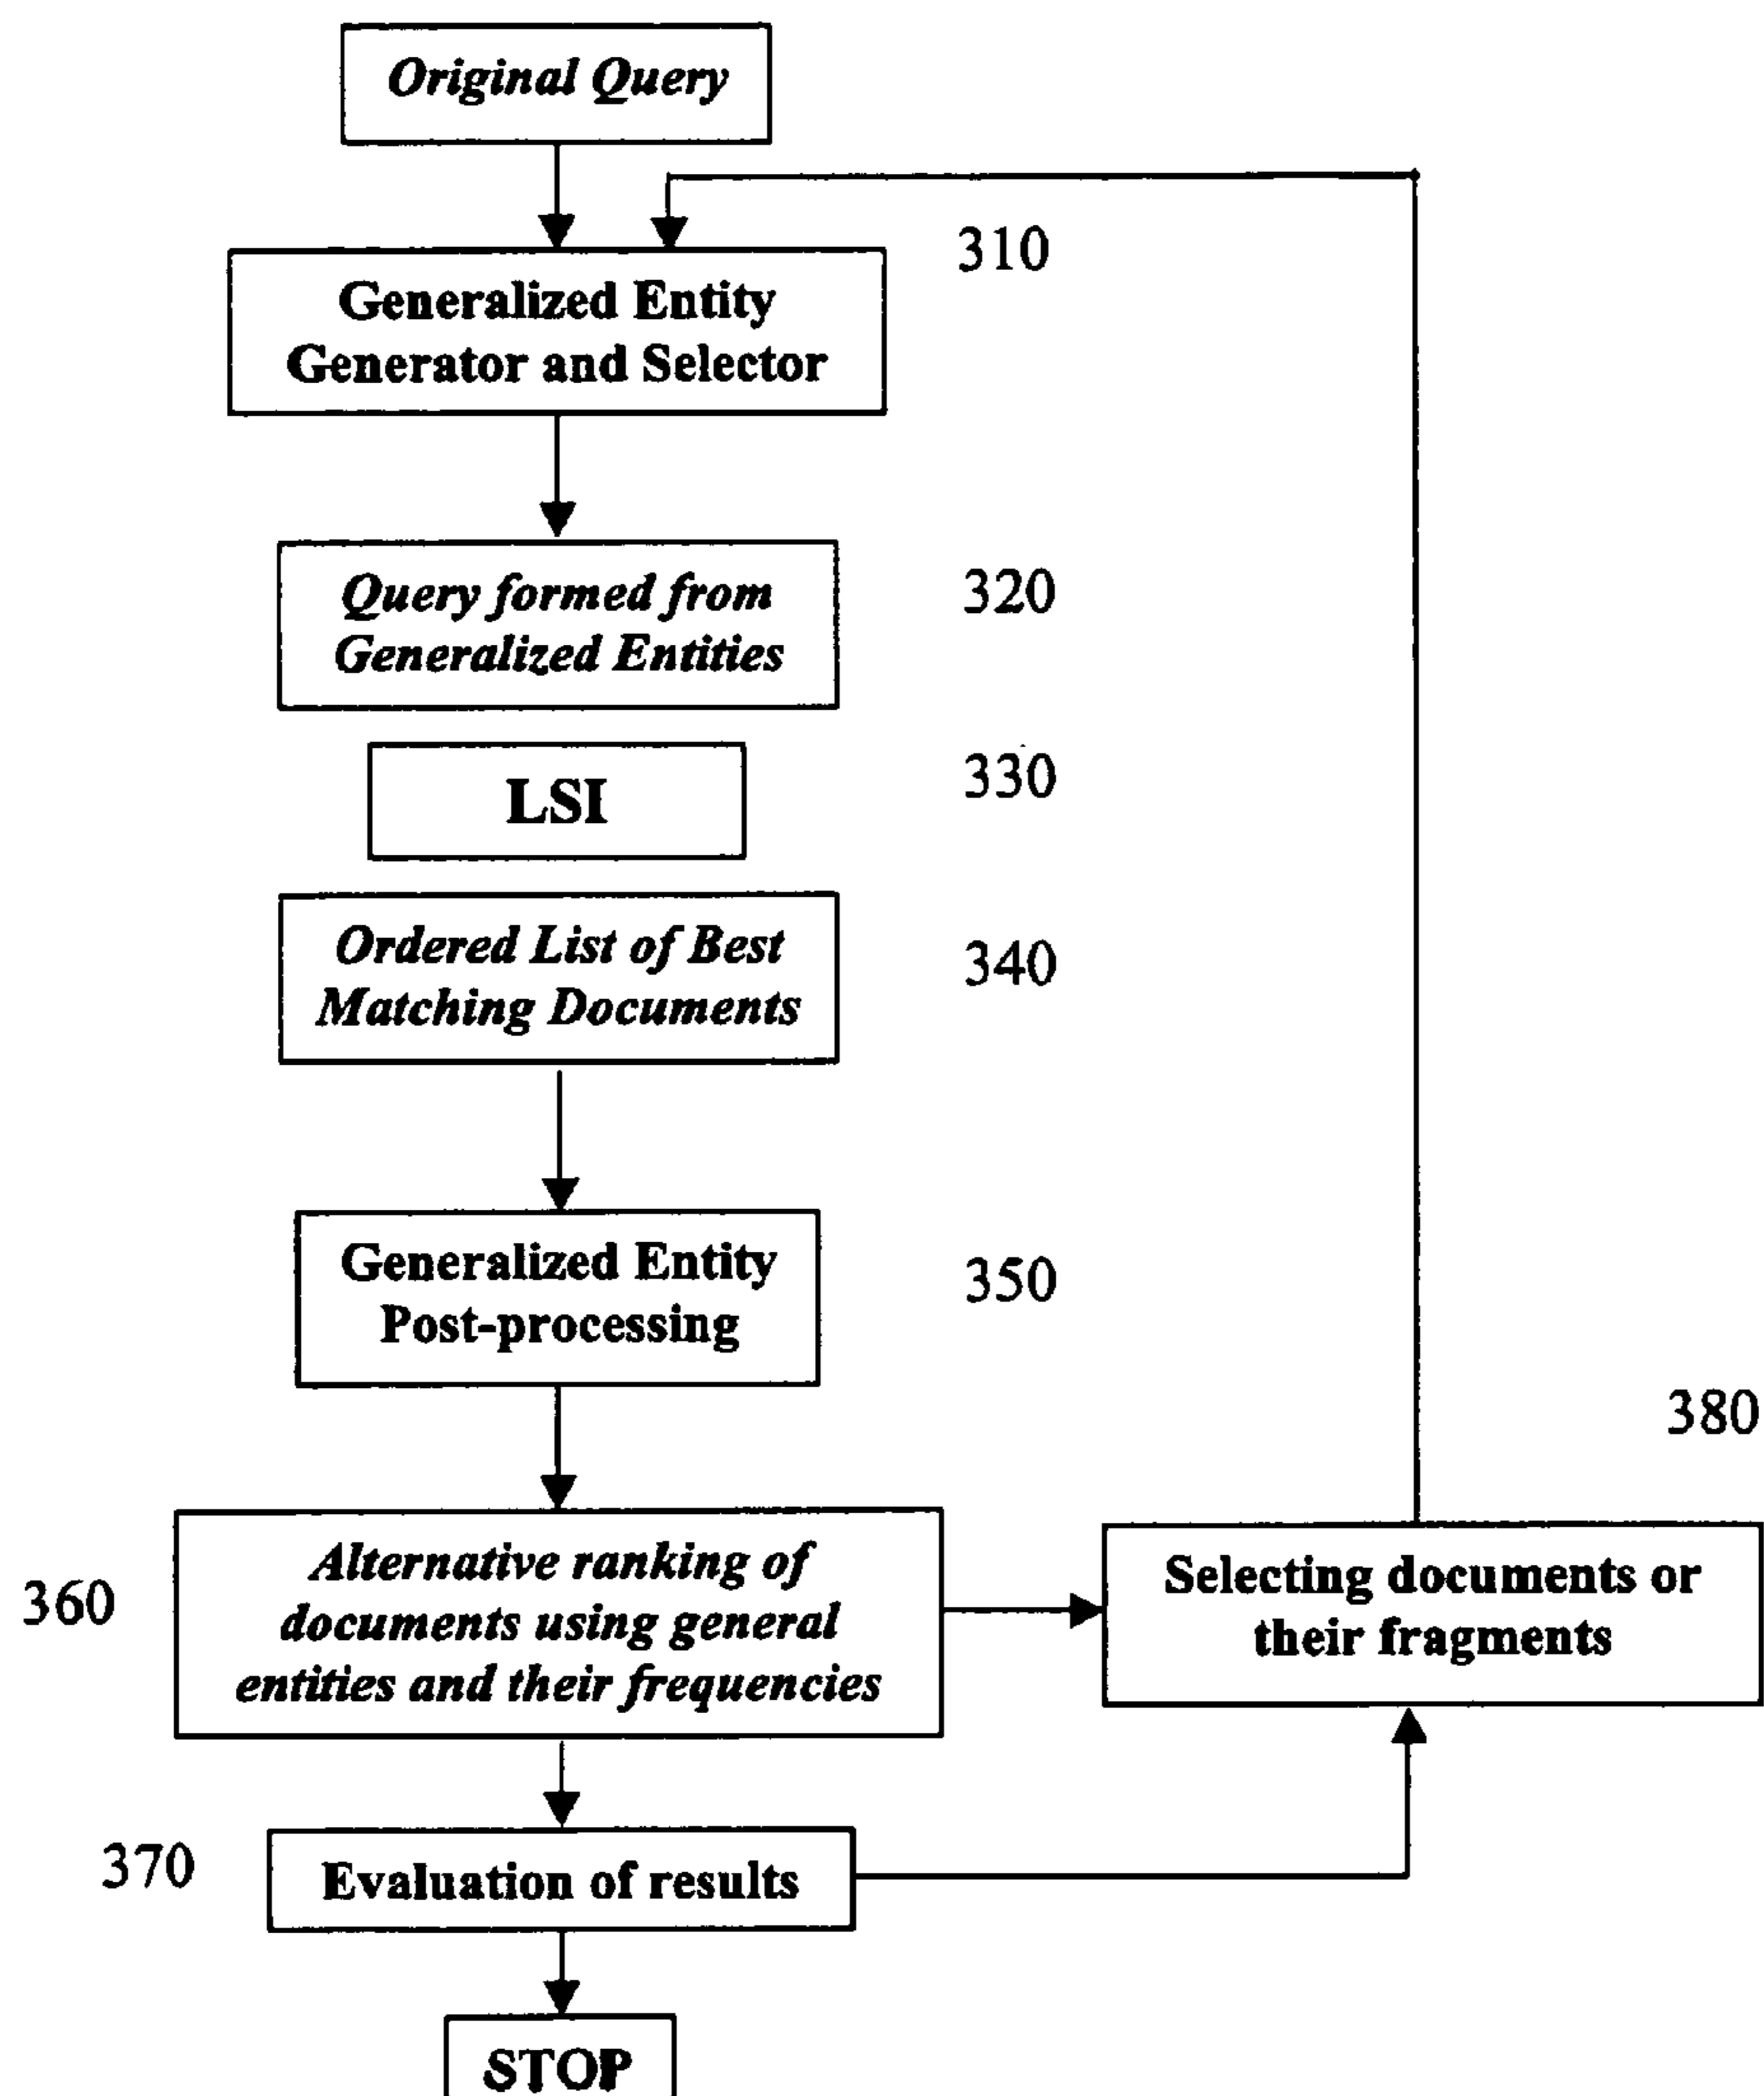 Original Query
310
Generalized Entity
Generator and Selector
320
Query formed from
Generalized Entities
330
LSI
340
Ordered List of Best
Matching Documents
350
Generalized Entity
Post-processing
380
360
Alternative ranking of
documents using general
entities and their frequencies
Selecting documents or
their fragments
370
Evaluation of results
STOP